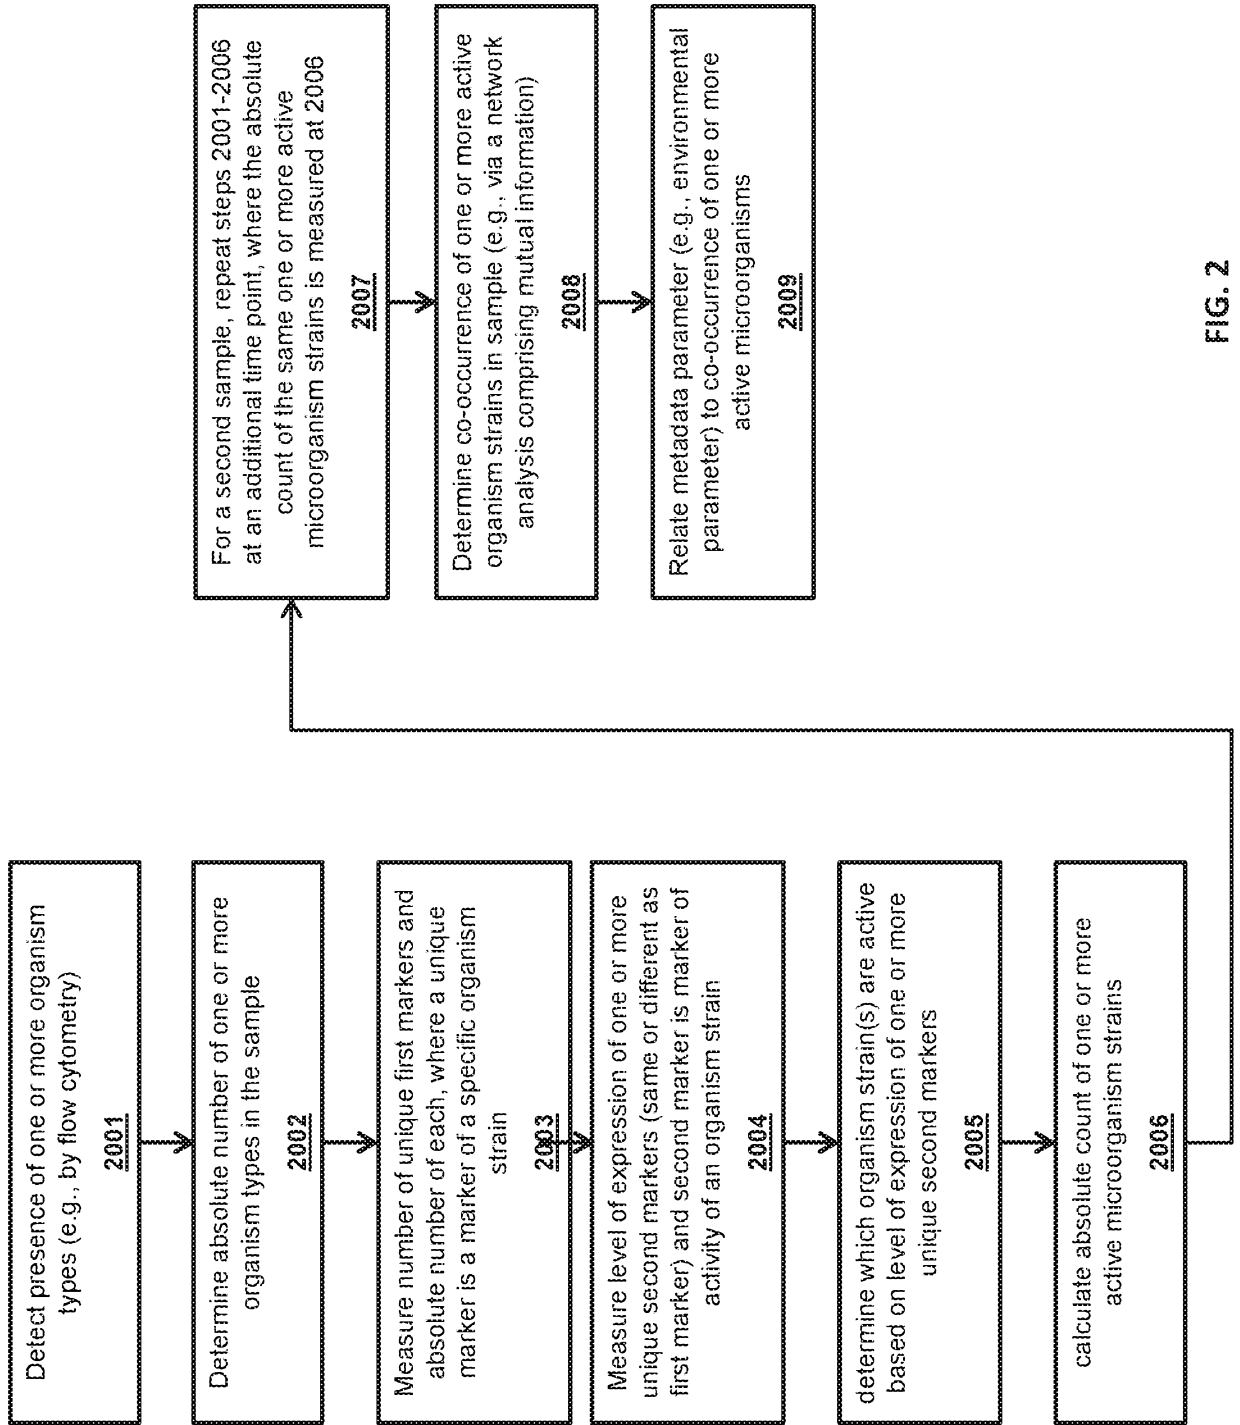 Detect presence of one or more organism
types (e.g., by flow cytometry)
2001
Determine absolute number of one or more
organism types in the sample
2002
Measure number of unique first markers and
absolute number of each, where a unique
marker is a marker of a specific organism
strain
2003
Measure level of expression of one or more
unique second markers (same or different as
first marker) and second marker is marker of
activity of an organism strain
2004
determine which organism strain(s) are active
based on level of expression of one or more
unique second markers
2005
calculate absolute count of one or more
active microorganism strains
2006
For a second sample, repeat steps 2001-2006
at an additional time point, where the absolute
count of the same one or more active
microorganism strains is measured at 2006
2007
Determine co-occurrence of one or more active
organism strains in sample (e.g., via a network
analysis comprising mutual information)
2008
Relate metadata parameter (e.g., environmental
parameter) to co-occurrence of one or more
active microorganisms
2009
FIG. 2